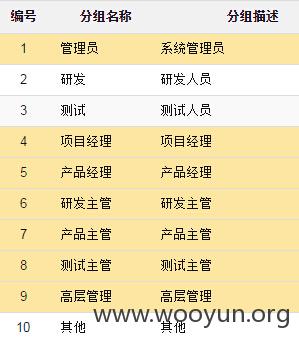 编号 分组名称 分组描述
1 管理员 系统管理员
2 研发 研发人员
3 测试 测试人员
4 项目经理 项目经理
5 产品经理 产品经理
6 研发主管 研发主管
7 产品主管 产品主管
8 测试主管 测试主管
9 高层管理 高层管理
10 其他 其他
www.wooyun.org